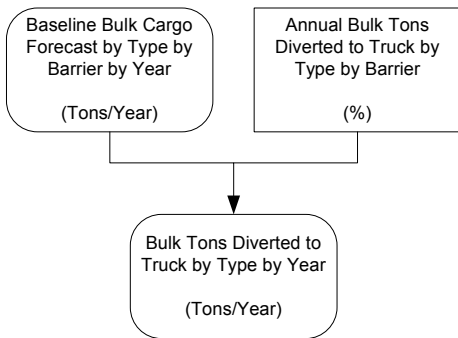 Baseline Bulk Cargo
Forecast by Type by
Barrier by Year
(Tons/Year)
Annual Bulk Tons
Diverted to Truck by
Type by Barrier
(%)
Bulk Tons Diverted to
Truck by Type by Year
(Tons/Year)